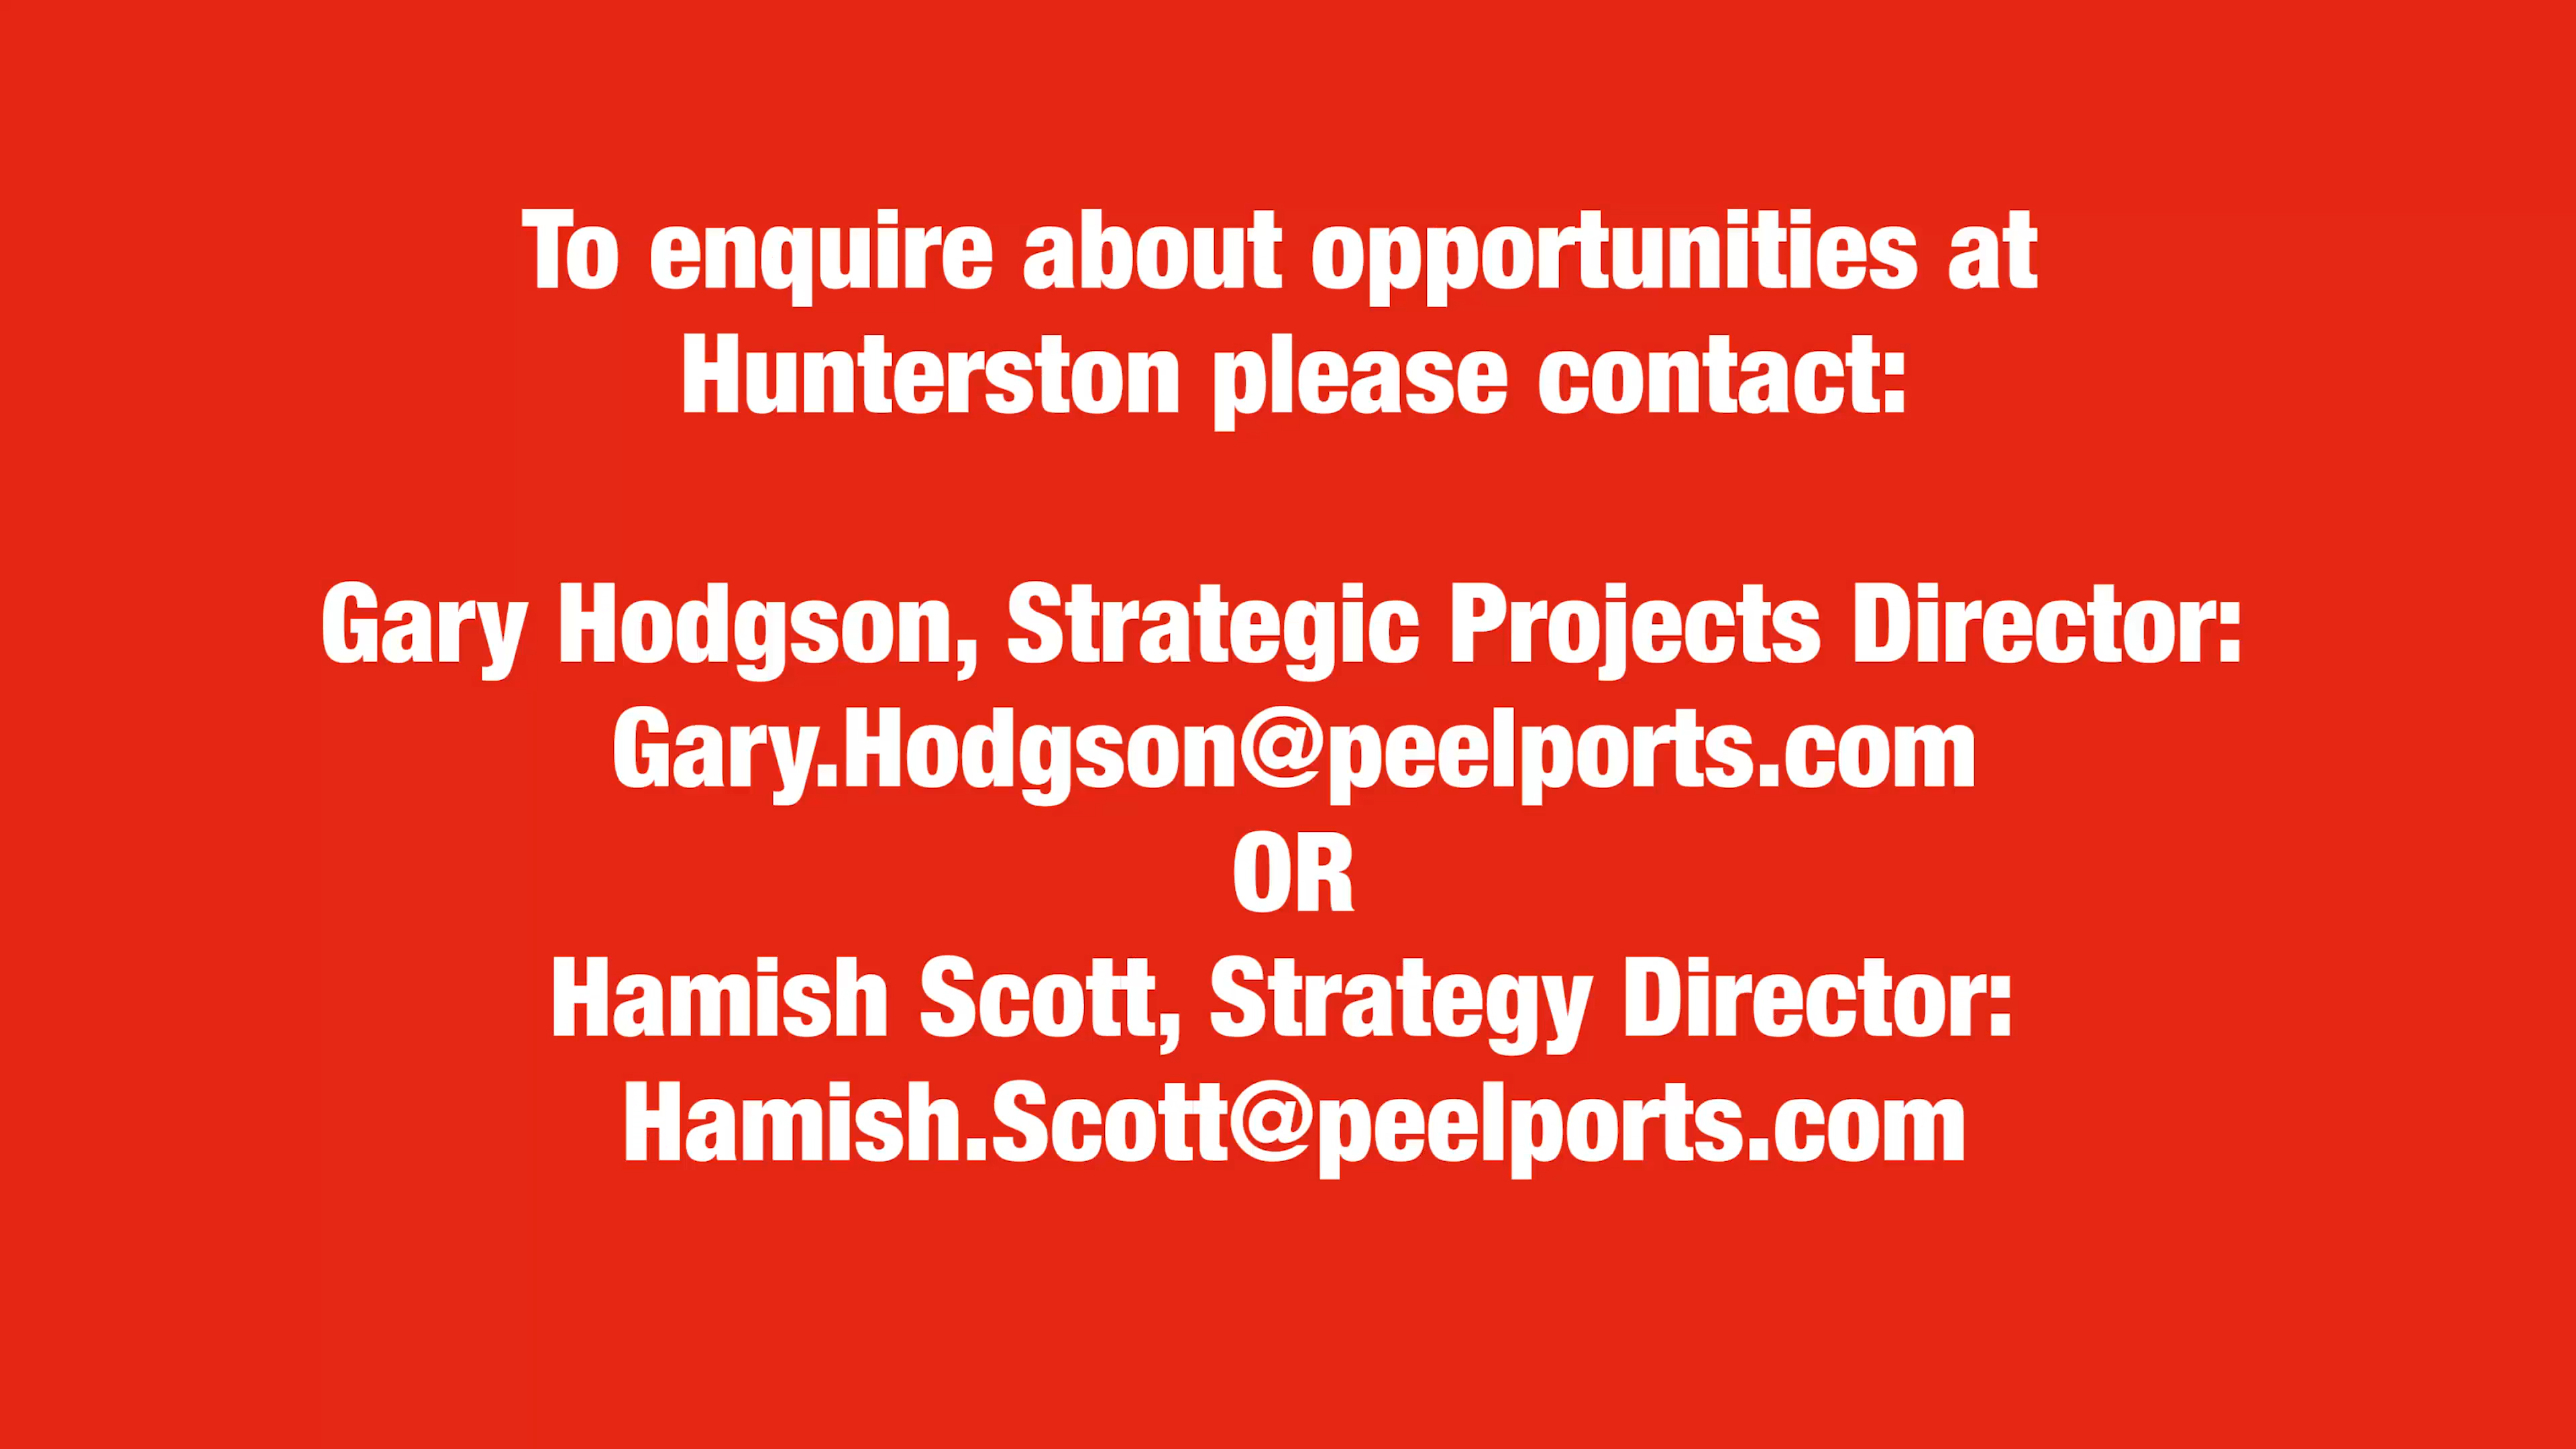 To enquire about opportunities at
Hunterston please contact:
Gary Hodgson, Strategic Projects Director:
Gary.Hodgson@peelports.com
OR
Hamish Scott, Strategy Director:
Hamish.Scott@peelports.com